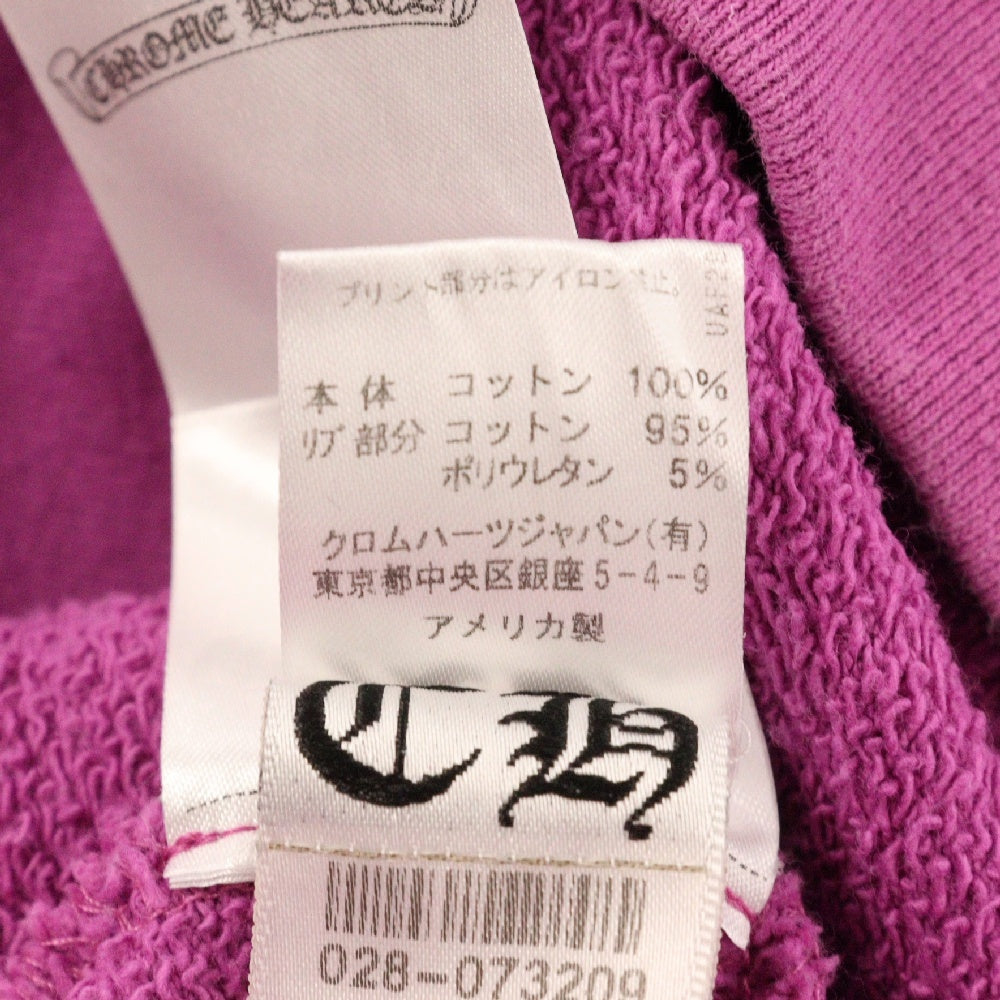 CHROME HEARTS
プリント部分はアイロン禁止。
本体 コットン 100%
リブ部分 コットン 95%
ポリウレタン 5%
クロムハーツジャパン(有)
東京都中央区銀座5-4-9
アメリカ製
CH
028-073209